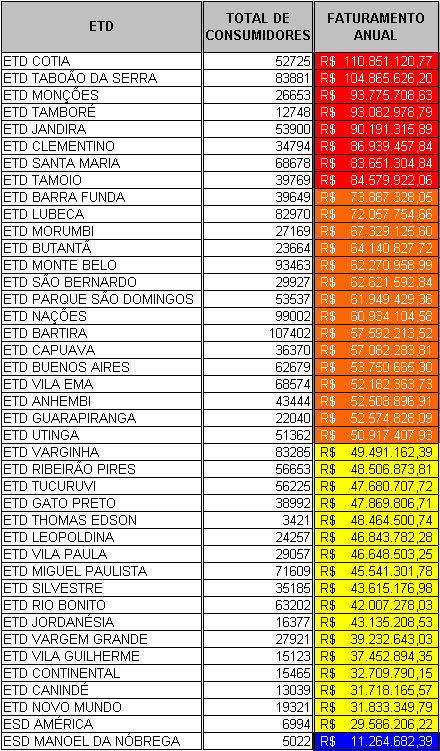 ETD TOTAL DE CONSUMIDORES FATURAMENTO ANUAL
ETD COTIA 52725 R$ 110.851.120,77
ETD TABOÃO DA SERRA 83881 R$ 104.865.626,20
ETD MONÇÕES 26653 R$ 93.775.708,63
ETD TAMBORÉ 12748 R$ 93.082.978,79
ETD JANDIRA 53900 R$ 90.191.315,89
ETD CLEMENTINO 34794 R$ 86.939.457,84
ETD SANTA MARIA 68678 R$ 83.651.304,84
ETD TAMOIO 39769 R$ 84.579.922,06
ETD BARRA FUNDA 39649 R$ 73.887.328,05
ETD LUBECA 82970 R$ 72.057.754,66
ETD MORUMBI 27169 R$ 67.329.125,60
ETD BUTANTÃ 23664 R$ 64.140.827,72
ETD MONTE BELO 93463 R$ 62.270.958,99
ETD SÃO BERNARDO 29927 R$ 62.621.592,84
ETD PARQUE SÃO DOMINGOS 53537 R$ 61.949.429,36
ETD NAÇÕES 99002 R$ 60.934.104,58
ETD BARTIRA 107402 R$ 57.592.213,52
ETD CAPUAVA 36370 R$ 57.082.283,81
ETD BUENOS AIRES 62679 R$ 53.750.665,30
ETD VILA EMA 68574 R$ 52.182.363,73
ETD ANHEMBI 43444 R$ 52.508.896,91
ETD GUARAPIRANGA 22040 R$ 52.574.828,09
ETD UTINGA 51362 R$ 50.917.407,93
ETD VARGINHA 83285 R$ 49.491.162,39
ETD RIBEIRÃO PIRES 56653 R$ 48.506.873,81
ETD TUCURUVI 56225 R$ 47.680.707,72
ETD GATO PRETO 38992 R$ 47.869.806,71
ETD THOMAS EDSON 3421 R$ 48.464.500,74
ETD LEOPOLDINA 24257 R$ 46.843.782,28
ETD VILA PAULA 29057 R$ 46.648.503,25
ETD MIGUEL PAULISTA 71609 R$ 45.541.301,78
ETD SILVESTRE 35185 R$ 43.615.176,98
ETD RIO BONITO 63202 R$ 42.007.278,03
ETD JORDANÉSIA 16377 R$ 43.135.208,53
ETD VARGEM GRANDE 27921 R$ 39.232.643,03
ETD VILA GUILHERME 15123 R$ 37.452.894,35
ETD CONTINENTAL 15465 R$ 32.709.790,15
ETD CANINDÉ 13039 R$ 31.718.165,57
ETD NOVO MUNDO 19321 R$ 31.833.349,79
ESD AMÉRICA 6994 R$ 29.586.206,22
ESD MANOEL DA NÓBREGA 5022 R$ 11.264.682,39